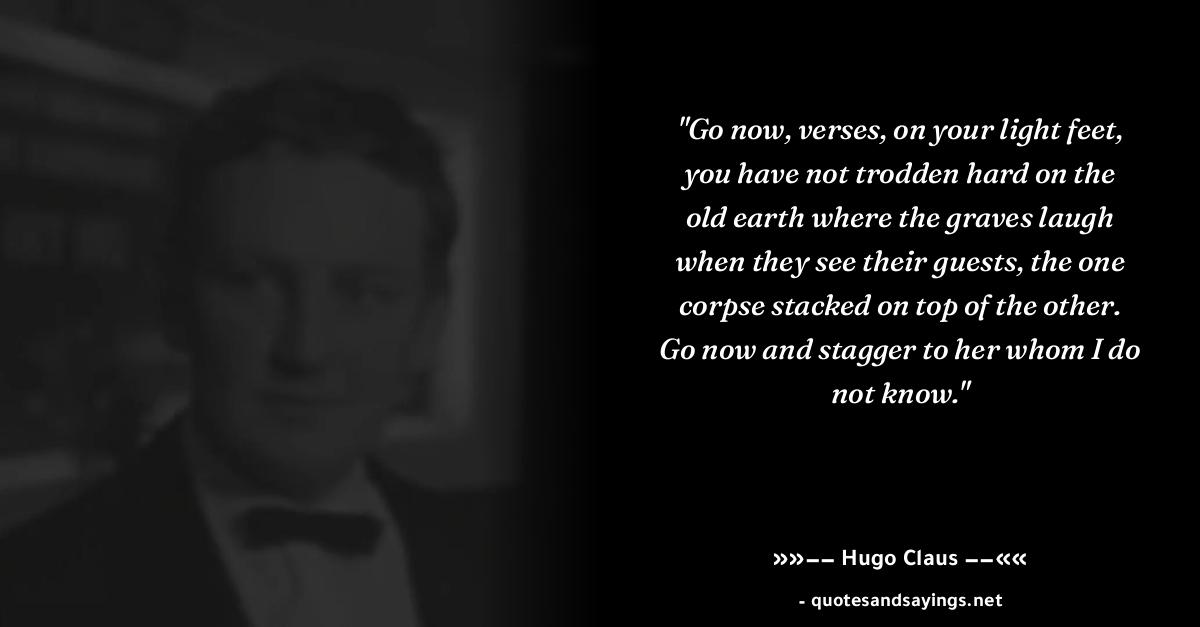 "Go now, verses, on your light feet,
you have not trodden hard on the
old earth where the graves laugh
when they see their guests, the one
corpse stacked on top of the other.
Go now and stagger to her whom I do
not know."
»»–– Hugo Claus ––««
- quotesandsayings.net